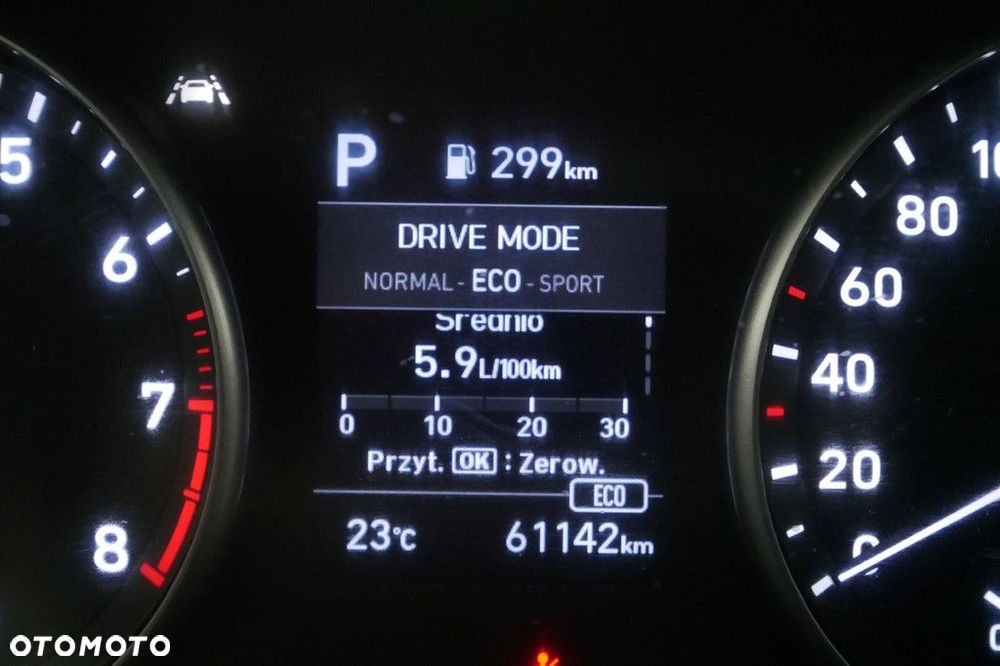 P 299km
DRIVE MODE
NORMAL - ECO - SPORT
Średnio
5.9L/100km
0 10 20 30
Przyt. OK : Zerow.
ECO
23°C 61142km
5
6
7
8
80
60
40
20
0
OTOMOTO